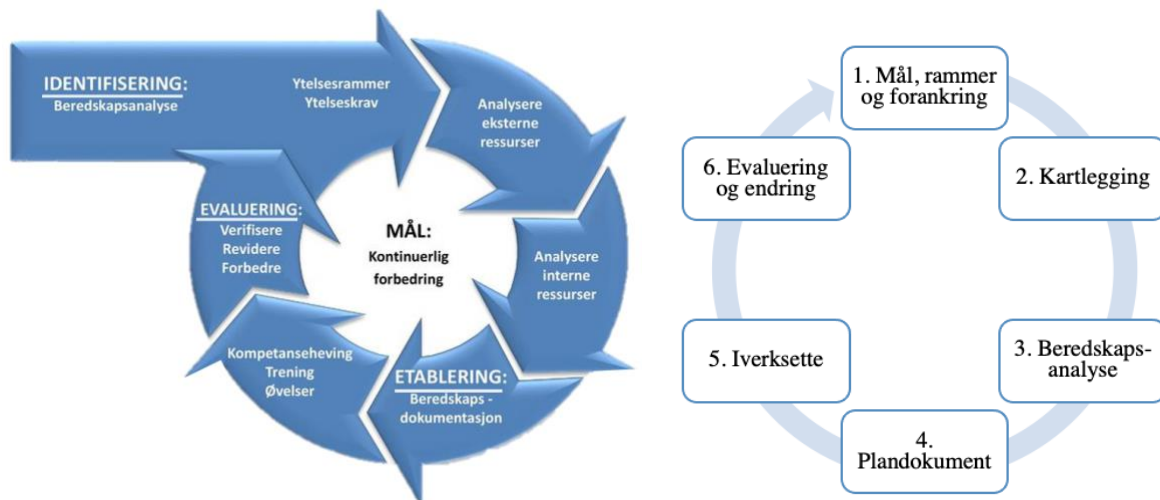 IDENTIFISERING:
Beredskapsanalyse
Ytelsesrammer
Ytelseskrav
Analysere
eksterne
ressurser
Analysere
interne
ressurser
ETABLERING:
Beredskaps -
dokumentasjon
Kompetanseheving
Trening
Øvelser
EVALUERING:
Verifisere
Revidere
Forbedre
MÅL:
Kontinuerlig
forbedring
1. Mål, rammer
og forankring
2. Kartlegging
3. Beredskaps-
analyse
4.
Plandokument
5. Iverksette
6. Evaluering
og endring